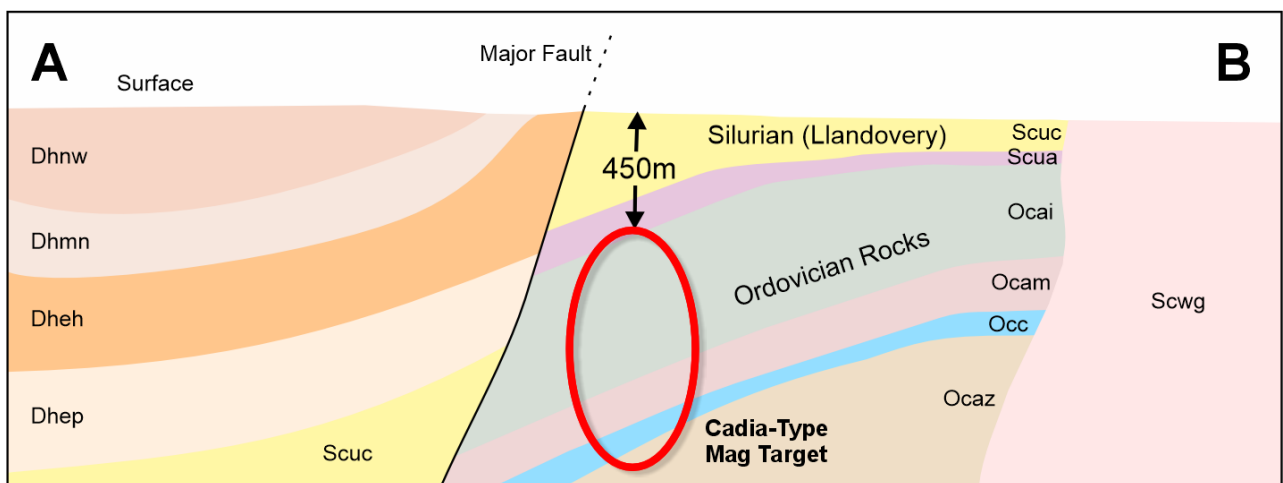 A
Major Fault
B
Surface
Silurian (Llandovery)
Scuc
Scua
Dhnw
450m
Ocai
Dhmn
Ordovician Rocks
Ocam
Scwg
Dheh
Occ
Ocaz
Dhep
Cadia-Type
Mag Target
Scuc